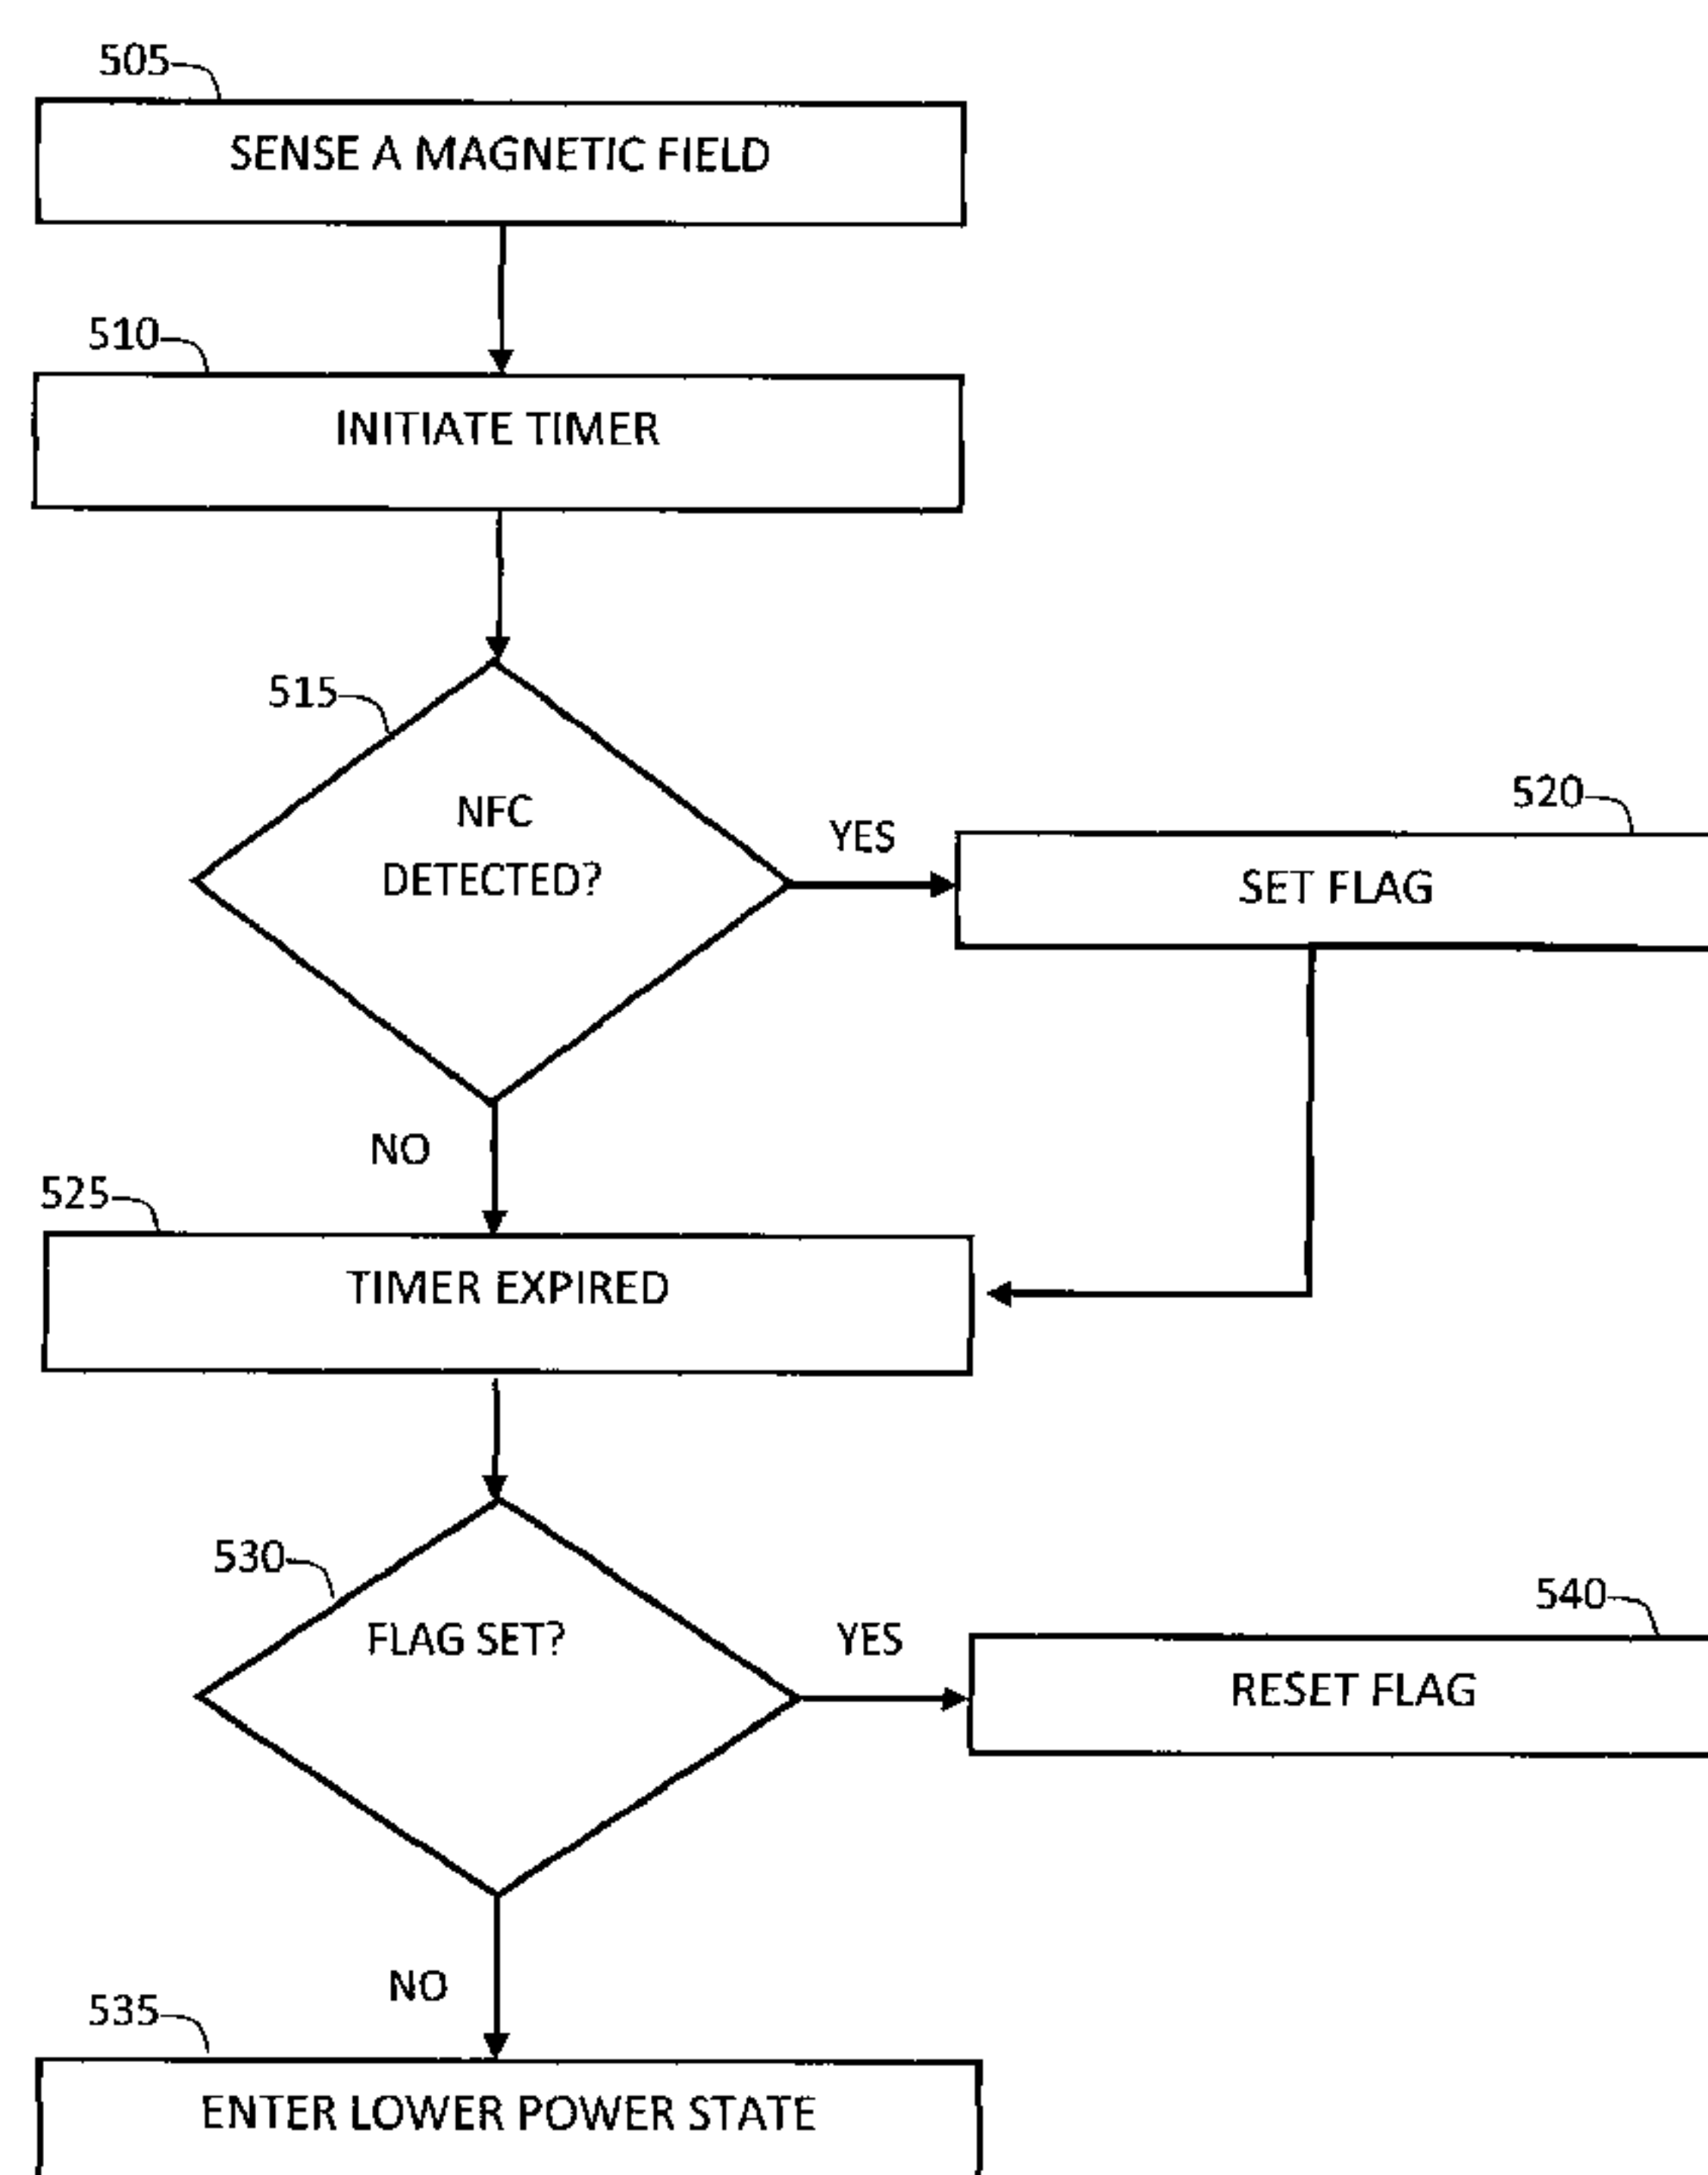 505
SENSE A MAGNETIC FIELD
510
INITIATE TIMER
515
NFC
DETECTED?
YES
520
SET FLAG
NO
525
TIMER EXPIRED
530
FLAG SET?
YES
540
RESET FLAG
NO
535
ENTER LOWER POWER STATE